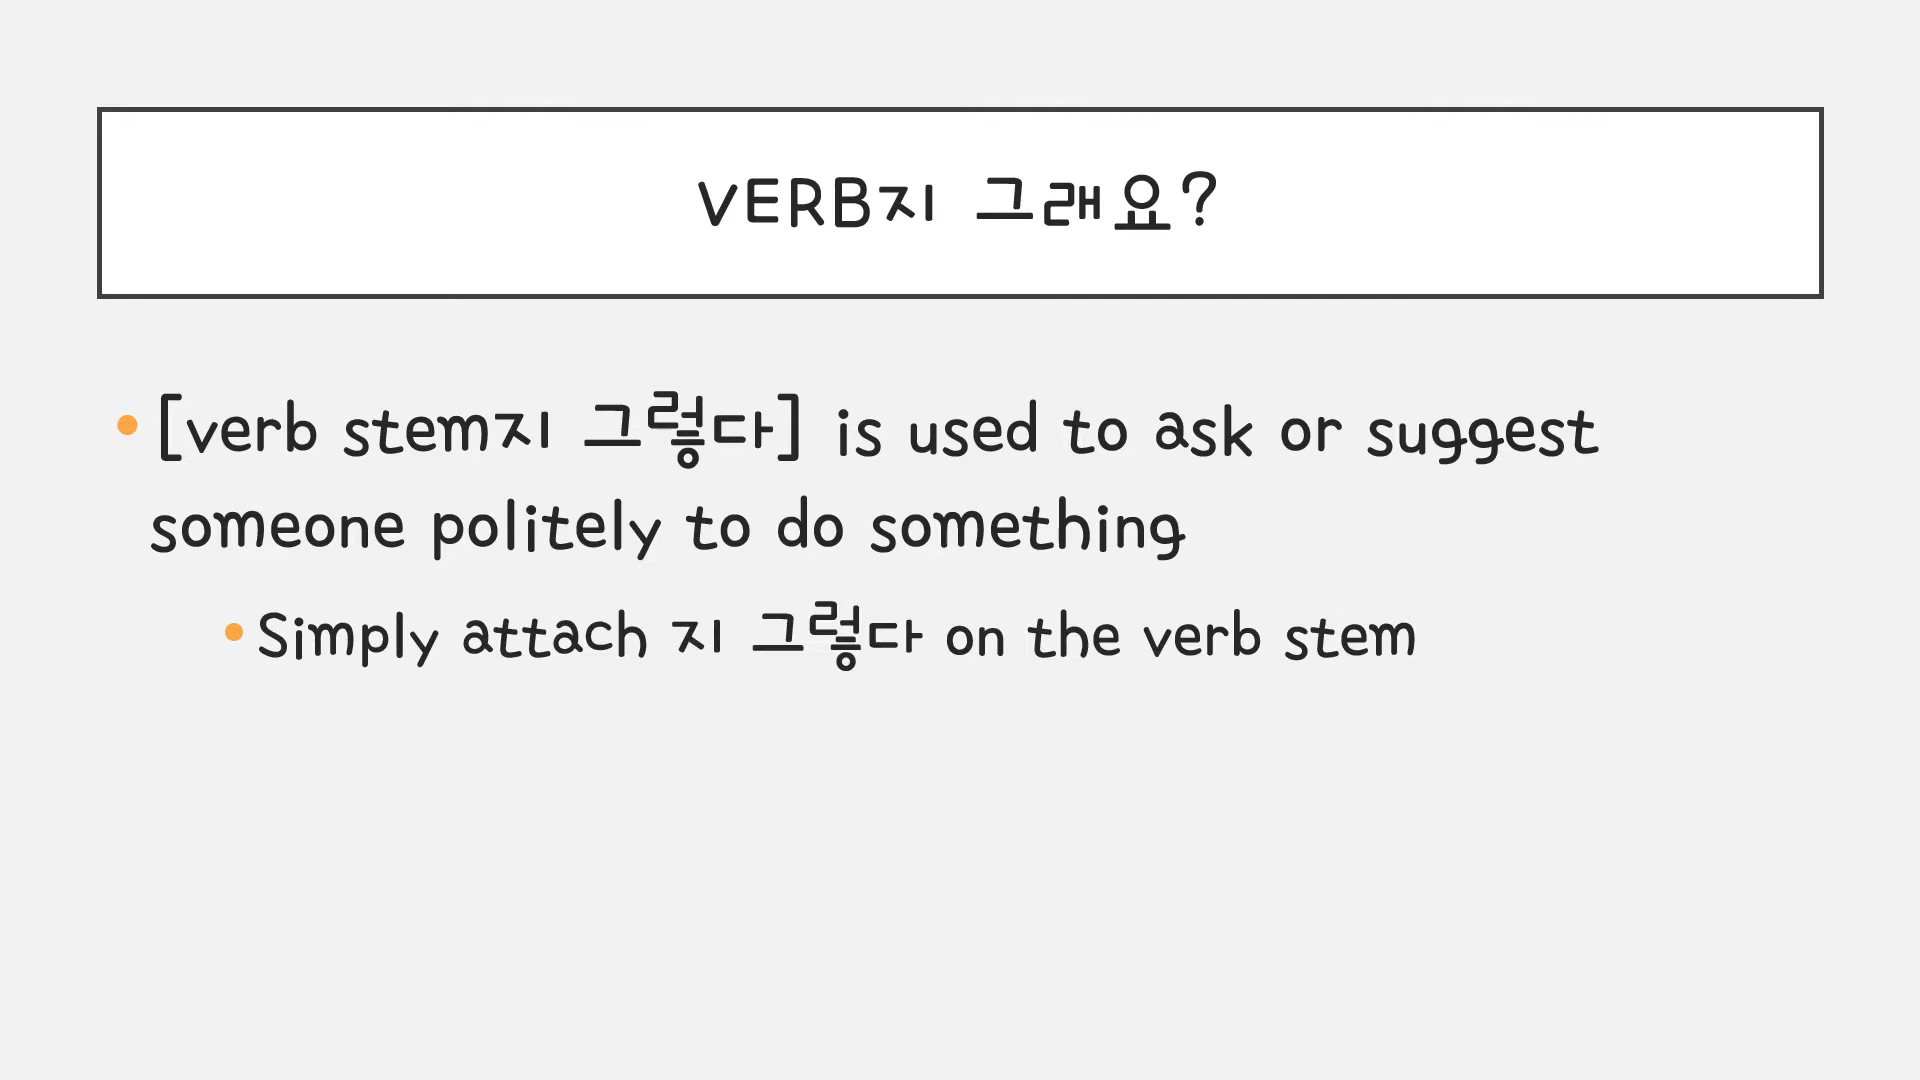 VERB지 그래요?
• [verb stem지 그렇다] is used to ask or suggest
someone politely to do something
• Simply attach 지 그렇다 on the verb stem